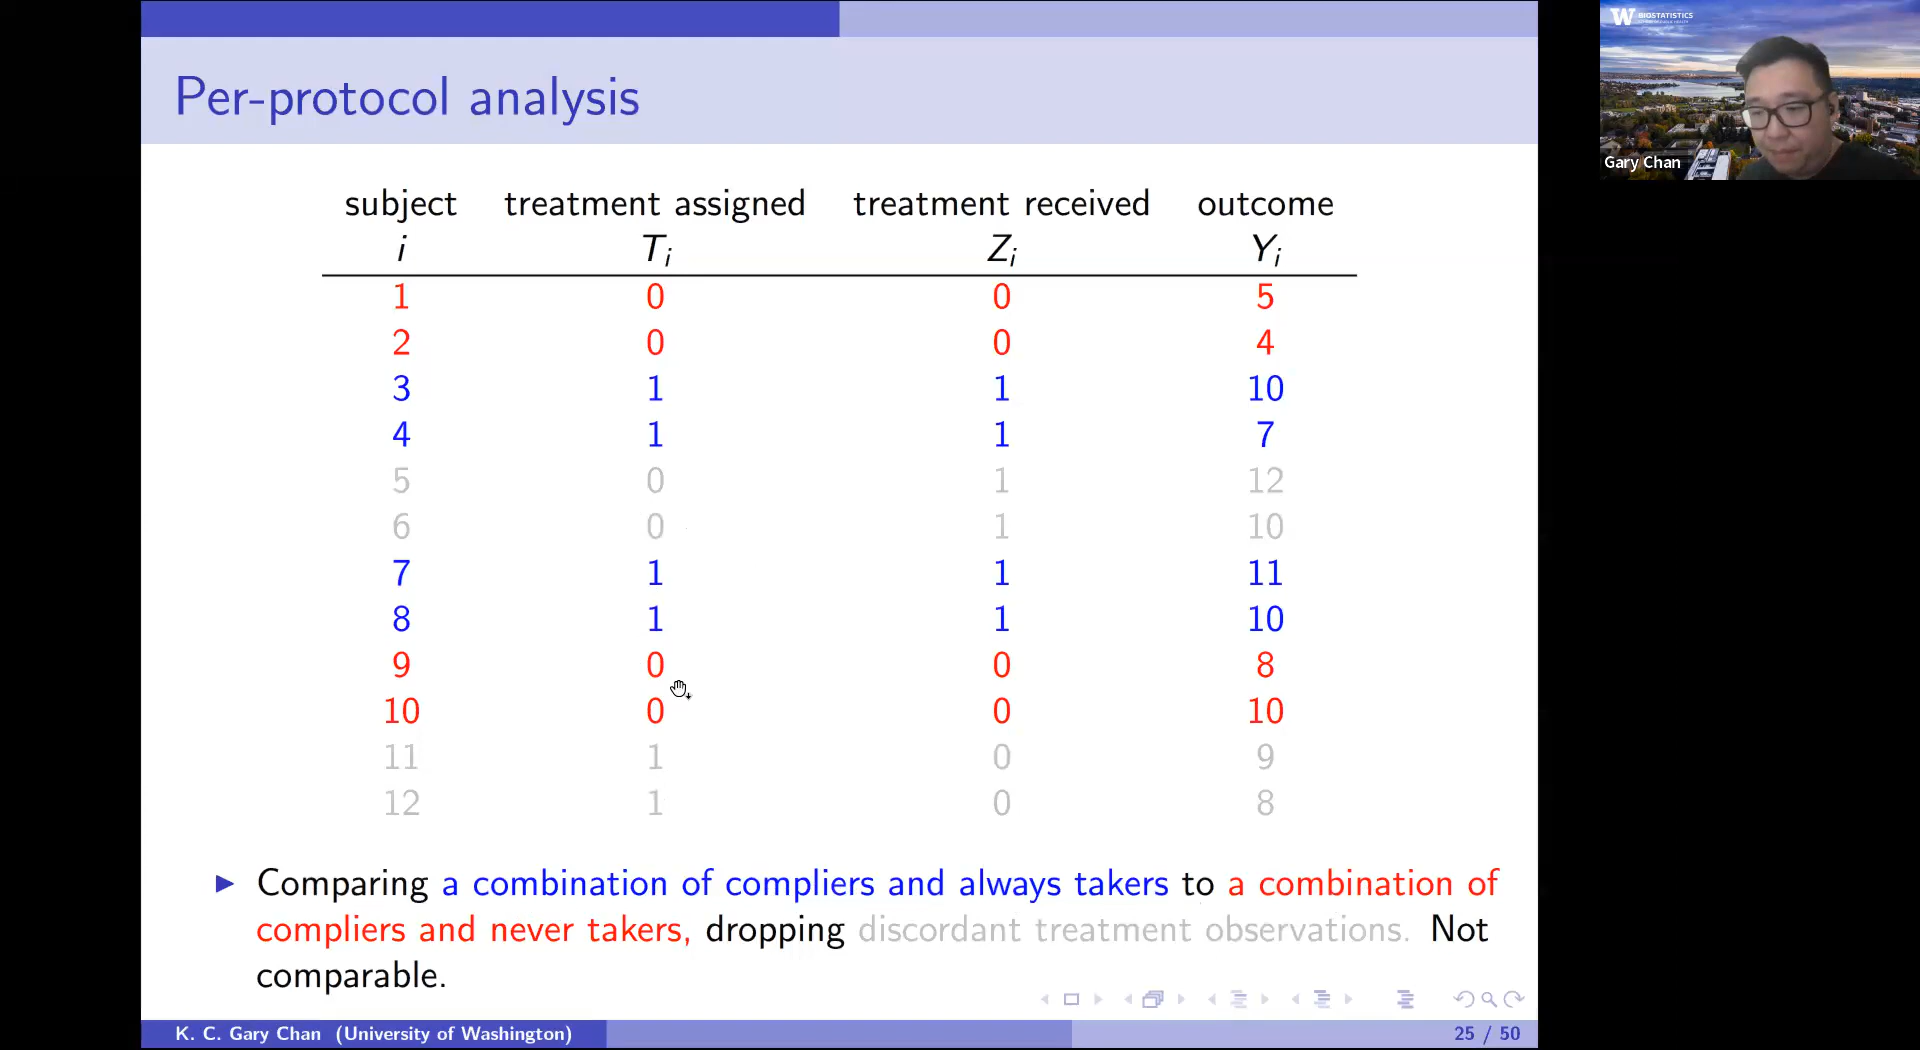 Per-protocol analysis
subject treatment assigned treatment received outcome
i Ti Zi Yi
1 0 0 5
2 0 0 4
3 1 1 10
4 1 1 7
5 0 1 12
6 0 1 10
7 1 1 11
8 1 1 10
9 0 0 8
10 0 0 10
11 1 0 9
12 1 0 8
Comparing a combination of compliers and always takers to a combination of
compliers and never takers, dropping discordant treatment observations. Not
comparable.
K. C. Gary Chan (University of Washington) 25 / 50
W BIOSTATISTICS
Gary Chan